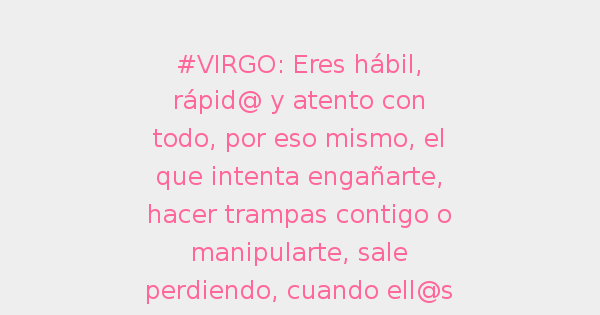 #VIRGO: Eres hábil,
rápid@ y atento con
todo, por eso mismo, el
que intenta engañarte,
hacer trampas contigo o
manipularte, sale
perdiendo, cuando ell@s